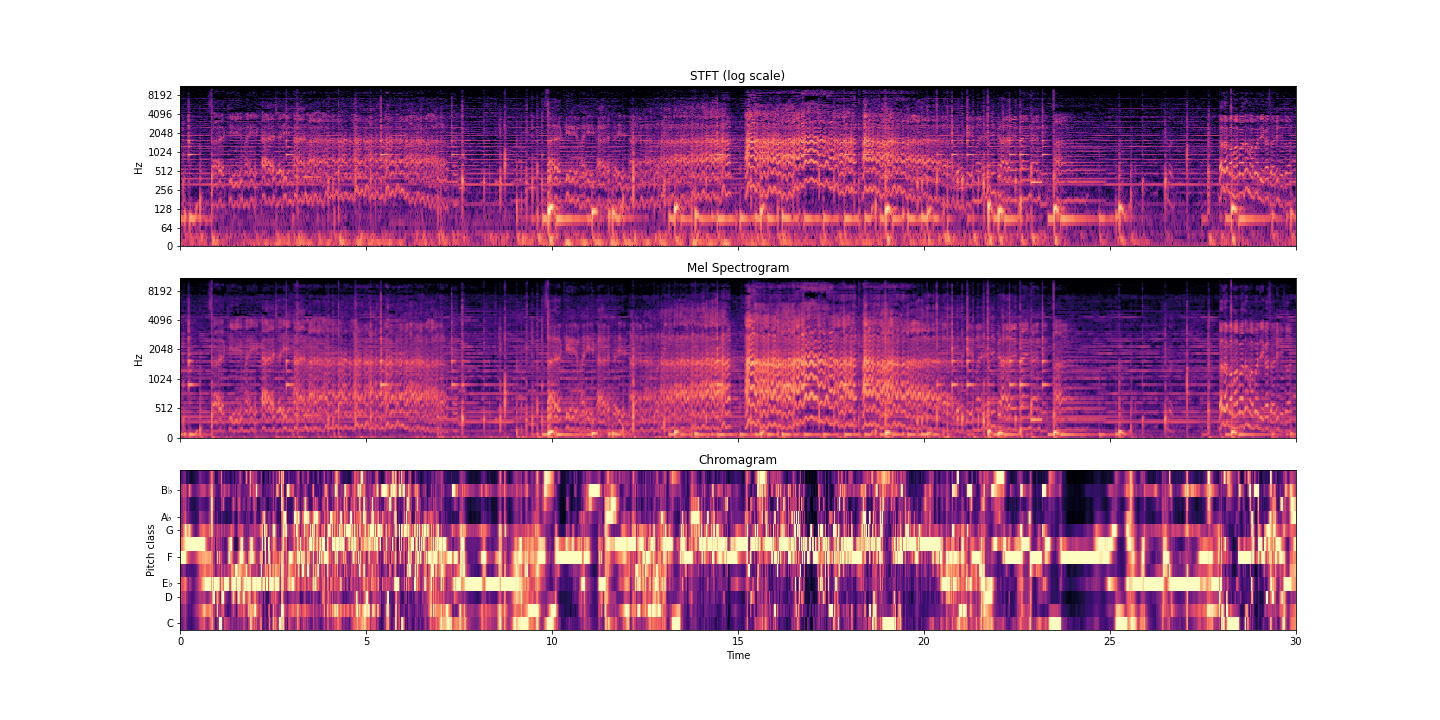 STFT (log scale)
8192
4096
2048
1024
512
256
128
64
0
Hz
Mel Spectrogram
8192
4096
2048
1024
512
0
Hz
Chromagram
B♭
A♭
G
F
E♭
D
C
Pitch class
0 5 10 15 20 25 30
Time